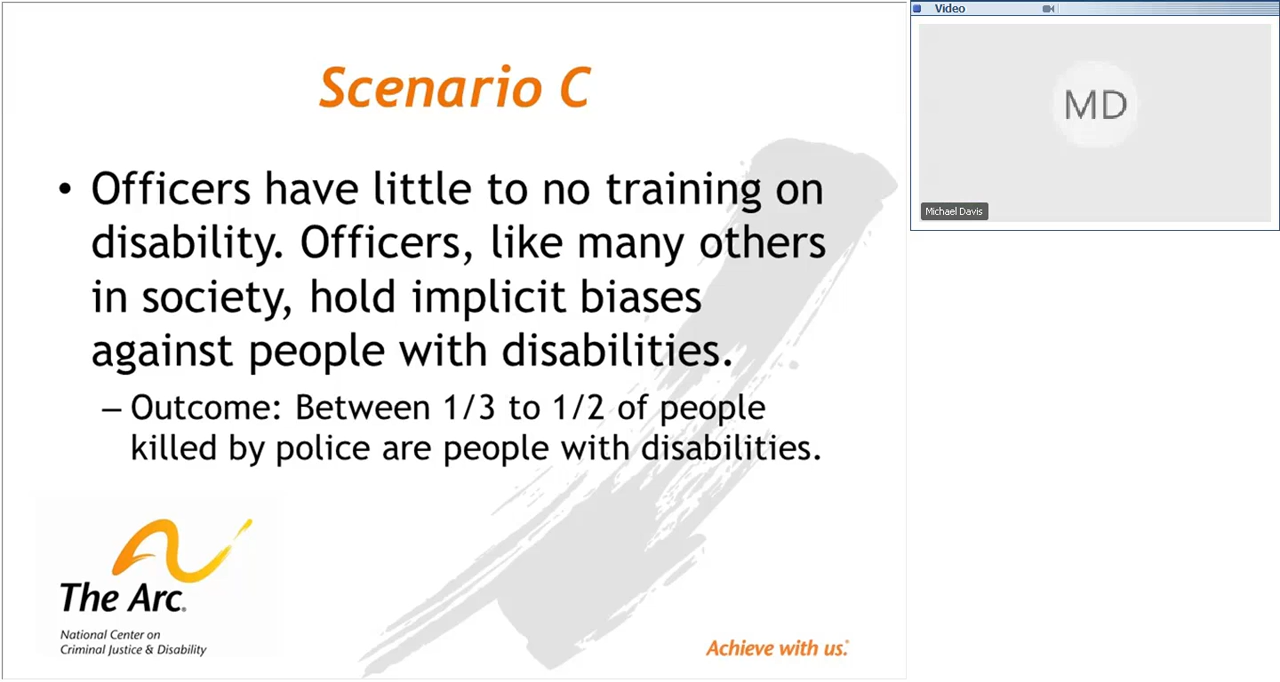 Scenario C
• Officers have little to no training on
disability. Officers, like many others
in society, hold implicit biases
against people with disabilities.
– Outcome: Between 1/3 to 1/2 of people
killed by police are people with disabilities.
The Arc®
National Center on
Criminal Justice & Disability
Achieve with us.®
Video
MD
Michael Davis